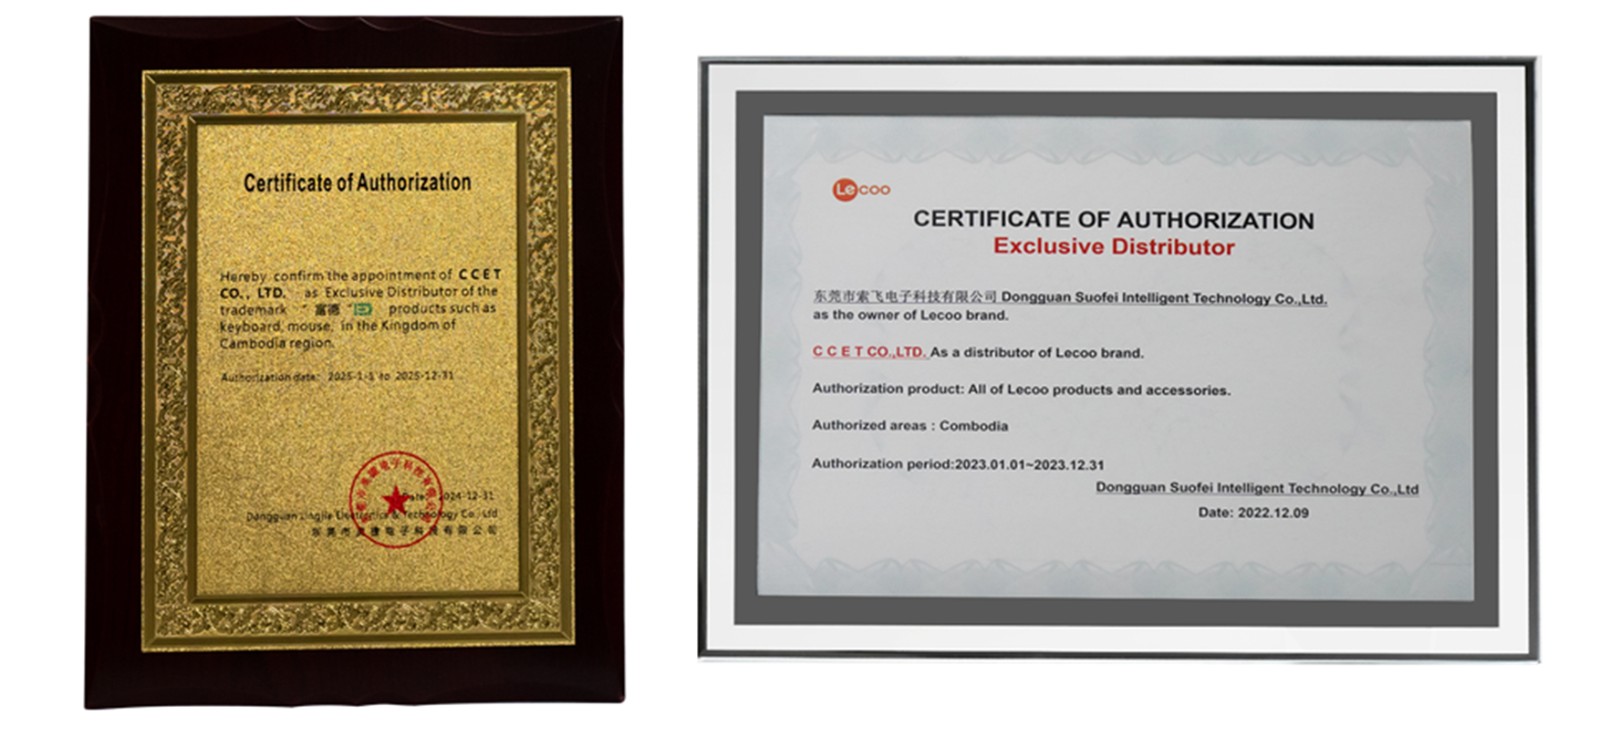 Certificate of Authorization
Hereby confirm the appointment of C C E T
CO., LTD. as Exclusive Distributor of the
trademark " 富德 " products such as
keyboard, mouse, in the Kingdom of
Cambodia region.
Authorization date: 2025-1-1 to 2025-12-31
Date: 2024-12-31
Dongguan Electronics & Technology Co., Ltd
东莞市 电子科技有限公司
Lecoo
CERTIFICATE OF AUTHORIZATION
Exclusive Distributor
东莞市索飞电子科技有限公司 Dongguan Suofei Intelligent Technology Co.,Ltd.
as the owner of Lecoo brand.
C C E T CO.,LTD. As a distributor of Lecoo brand.
Authorization product: All of Lecoo products and accessories.
Authorized areas : Combodia
Authorization period:2023.01.01~2023.12.31
Dongguan Suofei Intelligent Technology Co.,Ltd
Date: 2022.12.09